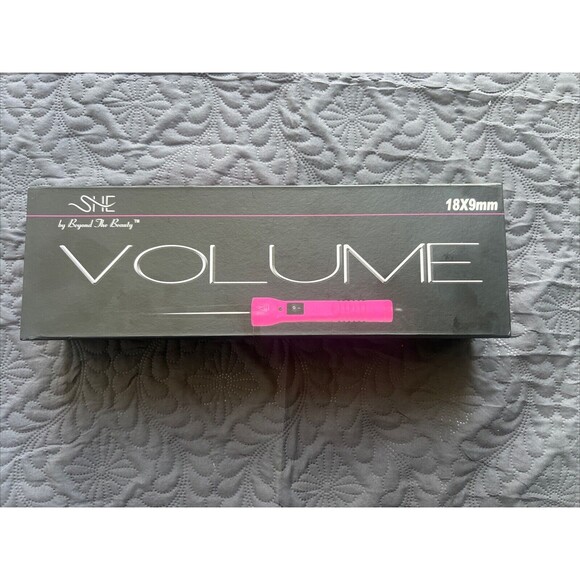 SHE
by Beyond The Beauty™
18X9mm
VOLUME